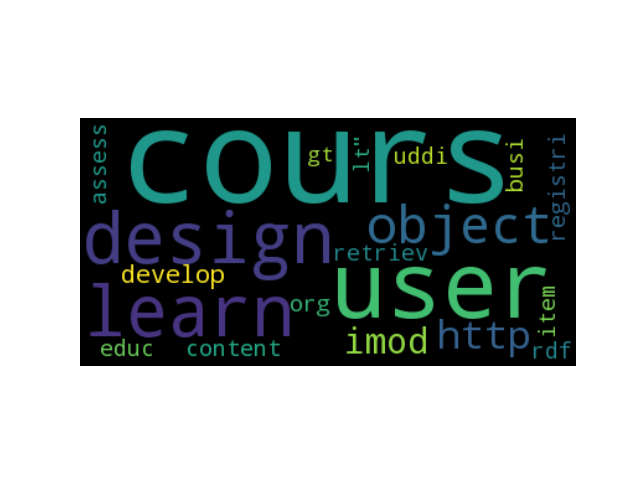 cours
assess
gt
lt"
uddi
busi
registri
design
object
retriev
develop
user
learn
org
imod
http
item
educ
content
rdf